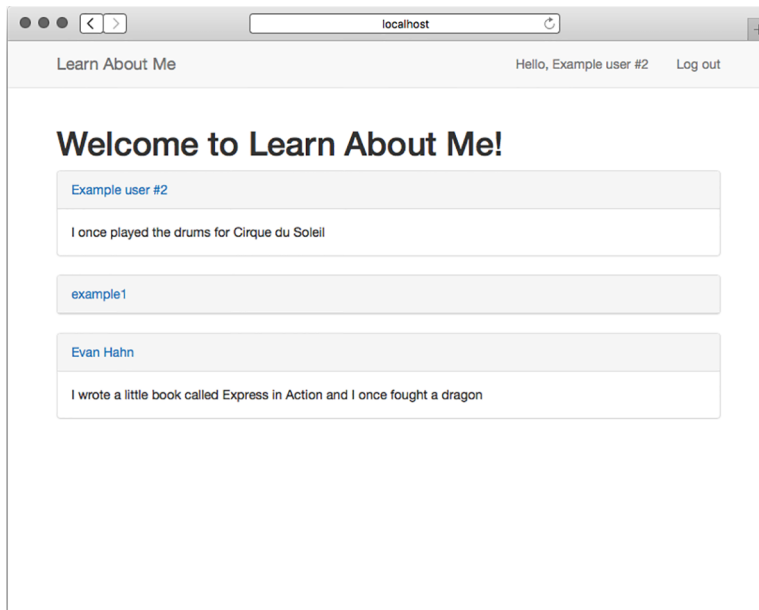 localhost
Learn About Me Hello, Example user #2 Log out
Welcome to Learn About Me!
Example user #2
I once played the drums for Cirque du Soleil
example1
Evan Hahn
I wrote a little book called Express in Action and I once fought a dragon